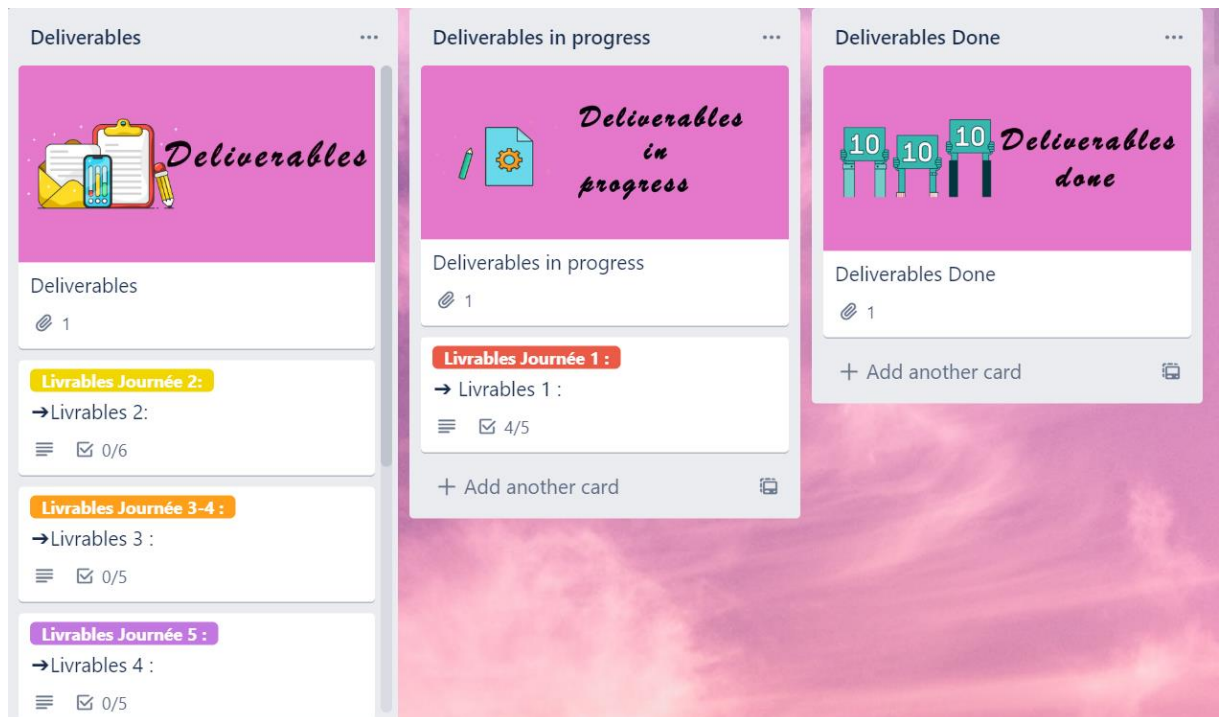 Deliverables
Deliverables
Deliverables
1
Livrables Journée 2:
➔Livrables 2:
0/6
Livrables Journée 3-4 :
➔Livrables 3 :
0/5
Livrables Journée 5 :
➔Livrables 4 :
0/5
Deliverables in progress
Deliverables
in
progress
Deliverables in progress
1
Livrables Journée 1 :
➔ Livrables 1 :
4/5
+ Add another card
Deliverables Done
10 10 10
Deliverables
done
Deliverables Done
1
+ Add another card